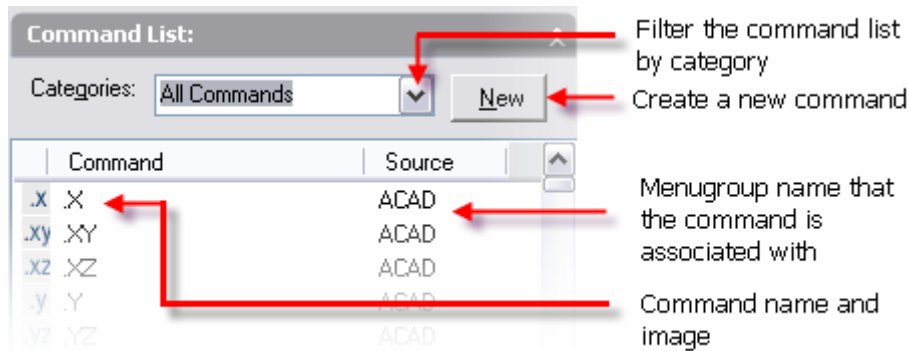 Command List:
Categories: All Commands New
Command Source
.x .X ACAD
.xy .XY ACAD
.xz .XZ ACAD
.y .Y ACAD
.yz .YZ ACAD
Filter the command list
by category
Create a new command
Menugroup name that
the command is
associated with
Command name and
image